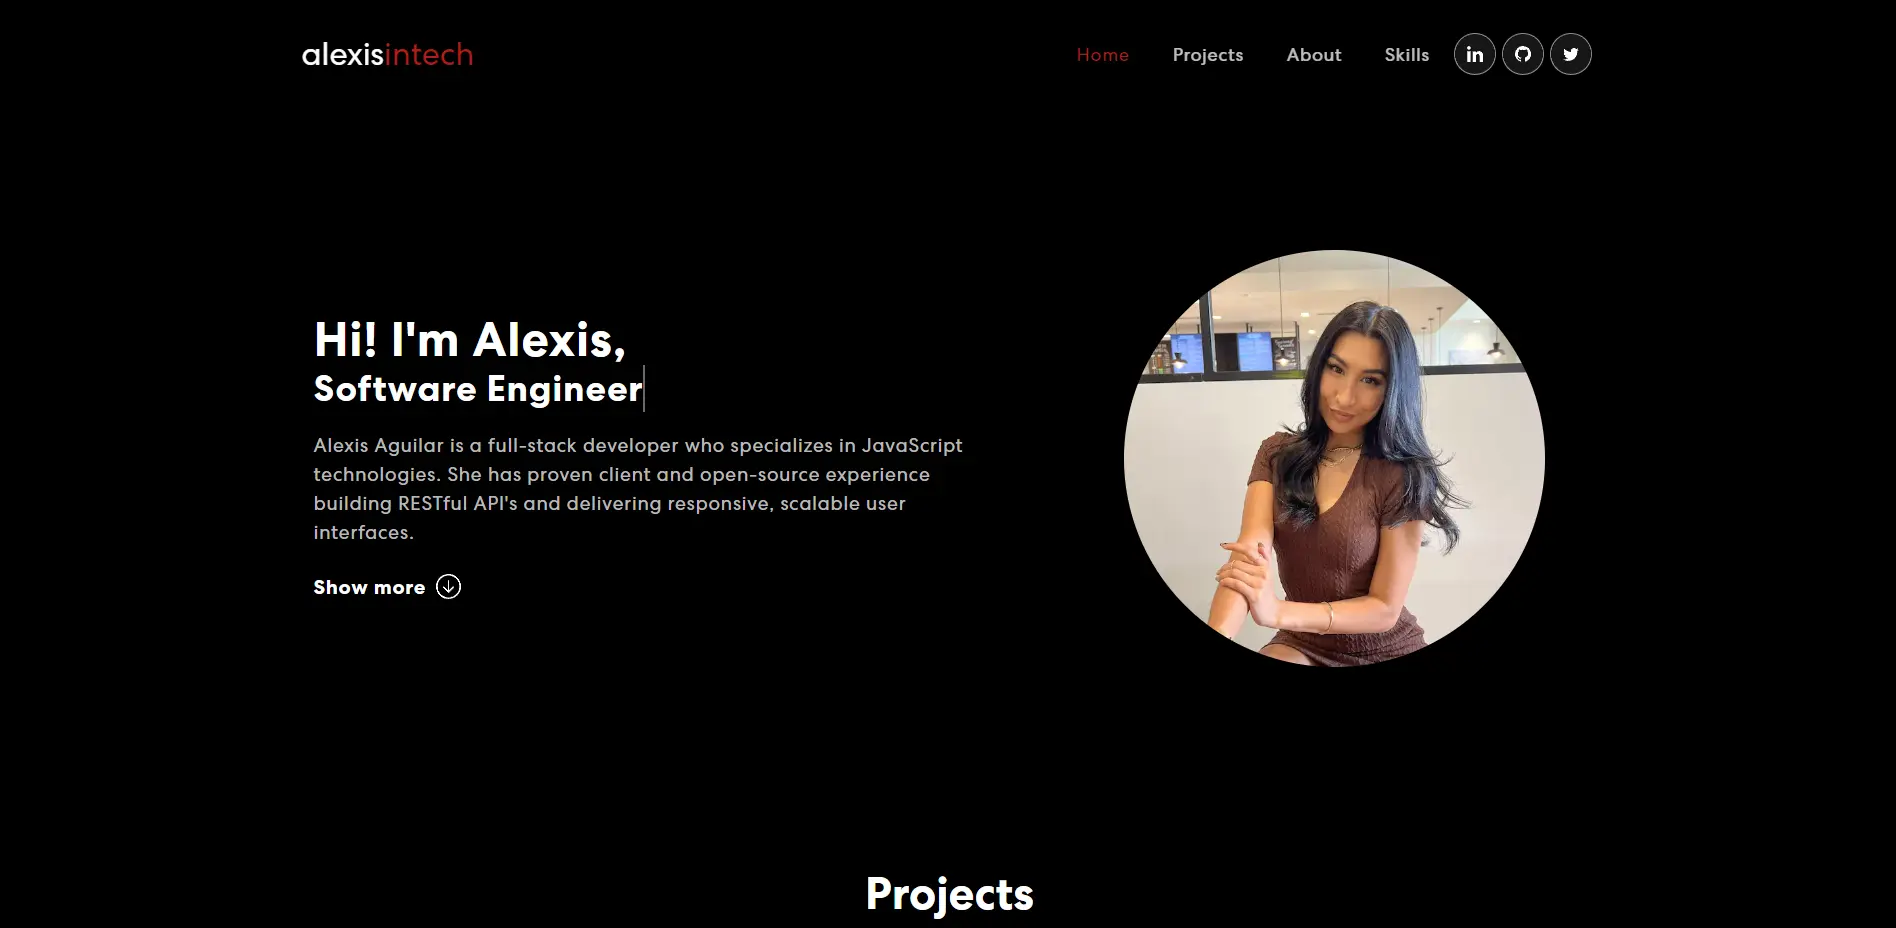 alexisintech
Home Projects About Skills in
Hi! I'm Alexis,
Software Engineer
Alexis Aguilar is a full-stack developer who specializes in JavaScript
technologies. She has proven client and open-source experience
building RESTful API's and delivering responsive, scalable user
interfaces.
Show more
Projects